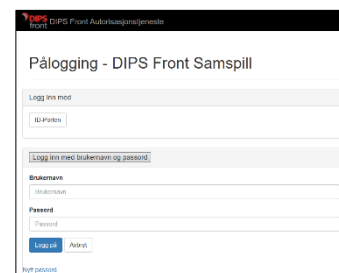 DIPS front DIPS Front Autorisasjonstjeneste
Pålogging - DIPS Front Samspill
Logg inn med
ID-Porten
Logg inn med brukernavn og passord
Brukernavn
Brukernavn
Passord
Passord
Logg på Avbryt
Nytt passord